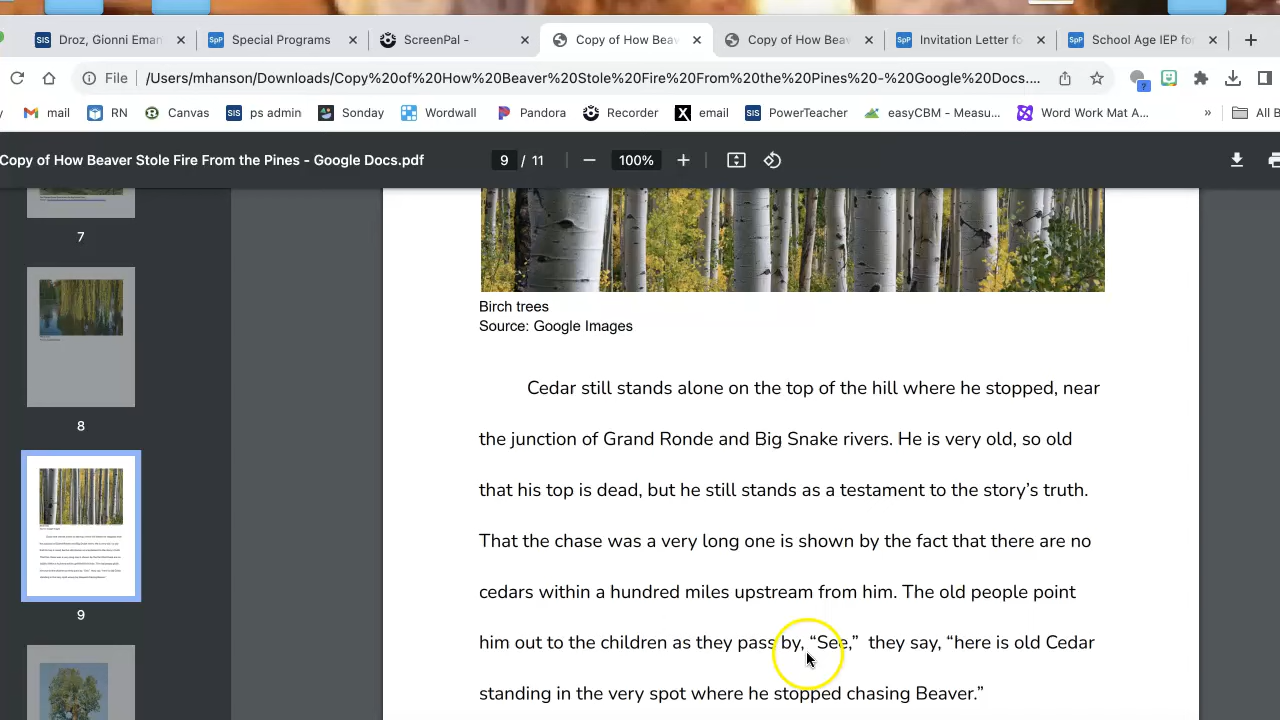 Droz, Gionni Eman
Special Programs
ScreenPal -
Copy of How Beav
Copy of How Beav
Invitation Letter fo
School Age IEP fo
File /Users/mhanson/Downloads/Copy%20of%20How%20Beaver%20Stole%20Fire%20From%20the%20Pines%20-%20Google%20Docs....
mail RN Canvas SIS ps admin Sonday Wordwall Pandora Recorder email SIS PowerTeacher easyCBM - Measu... Word Work Mat A... » All B
Copy of How Beaver Stole Fire From the Pines - Google Docs.pdf 9 / 11 100%
7
8
9
Birch trees
Source: Google Images
Cedar still stands alone on the top of the hill where he stopped, near
the junction of Grand Ronde and Big Snake rivers. He is very old, so old
that his top is dead, but he still stands as a testament to the story’s truth.
That the chase was a very long one is shown by the fact that there are no
cedars within a hundred miles upstream from him. The old people point
him out to the children as they pass by, “See,”  they say, “here is old Cedar
standing in the very spot where he stopped chasing Beaver.”